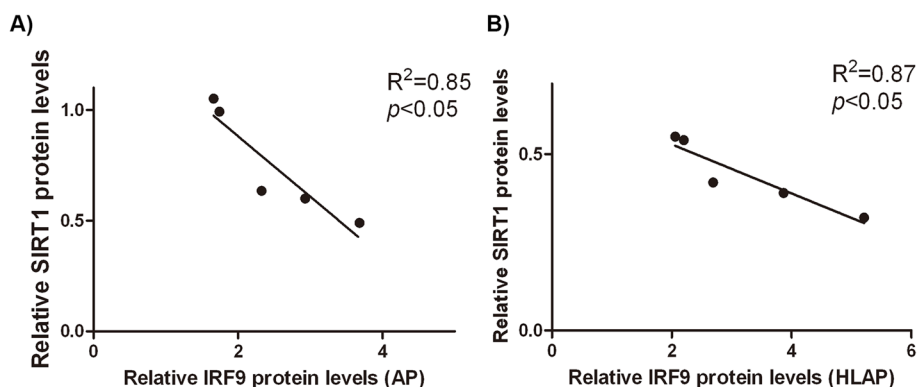 A)
Relative SIRT1 protein levels
1.0
0.5
0.0
0
2
4
Relative IRF9 protein levels (AP)
R²=0.85
p<0.05
B)
Relative SIRT1 protein levels
0.5
0.0
0
2
4
6
Relative IRF9 protein levels (HLAP)
R²=0.87
p<0.05